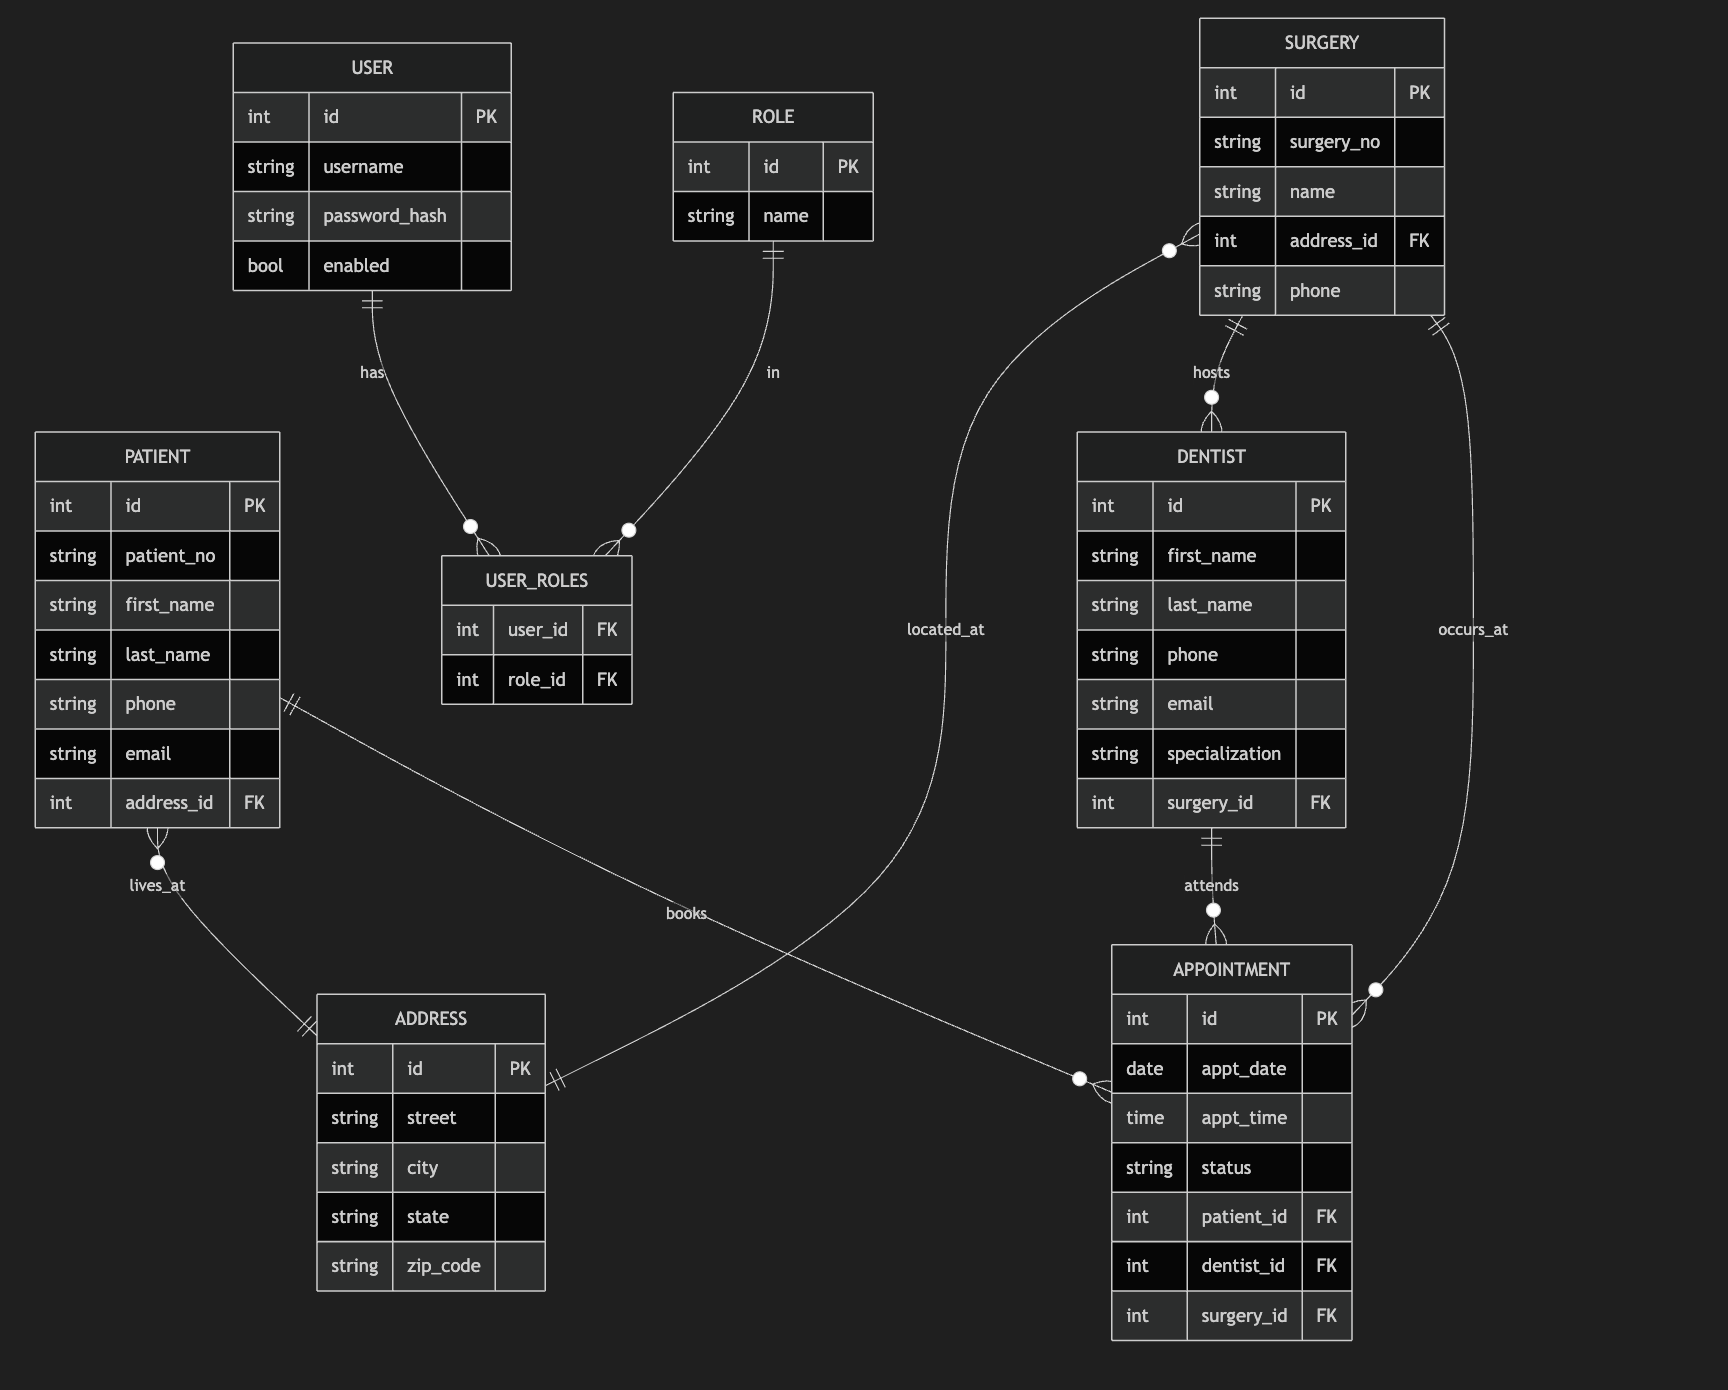 USER
int id PK
string username
string password_hash
bool enabled
ROLE
int id PK
string name
SURGERY
int id PK
string surgery_no
string name
int address_id FK
string phone
has
in
hosts
PATIENT
int id PK
string patient_no
string first_name
string last_name
string phone
string email
int address_id FK
USER_ROLES
int user_id FK
int role_id FK
located_at
DENTIST
int id PK
string first_name
string last_name
string phone
string email
string specialization
int surgery_id FK
occurs_at
lives_at
books
attends
ADDRESS
int id PK
string street
string city
string state
string zip_code
APPOINTMENT
int id PK
date appt_date
time appt_time
string status
int patient_id FK
int dentist_id FK
int surgery_id FK